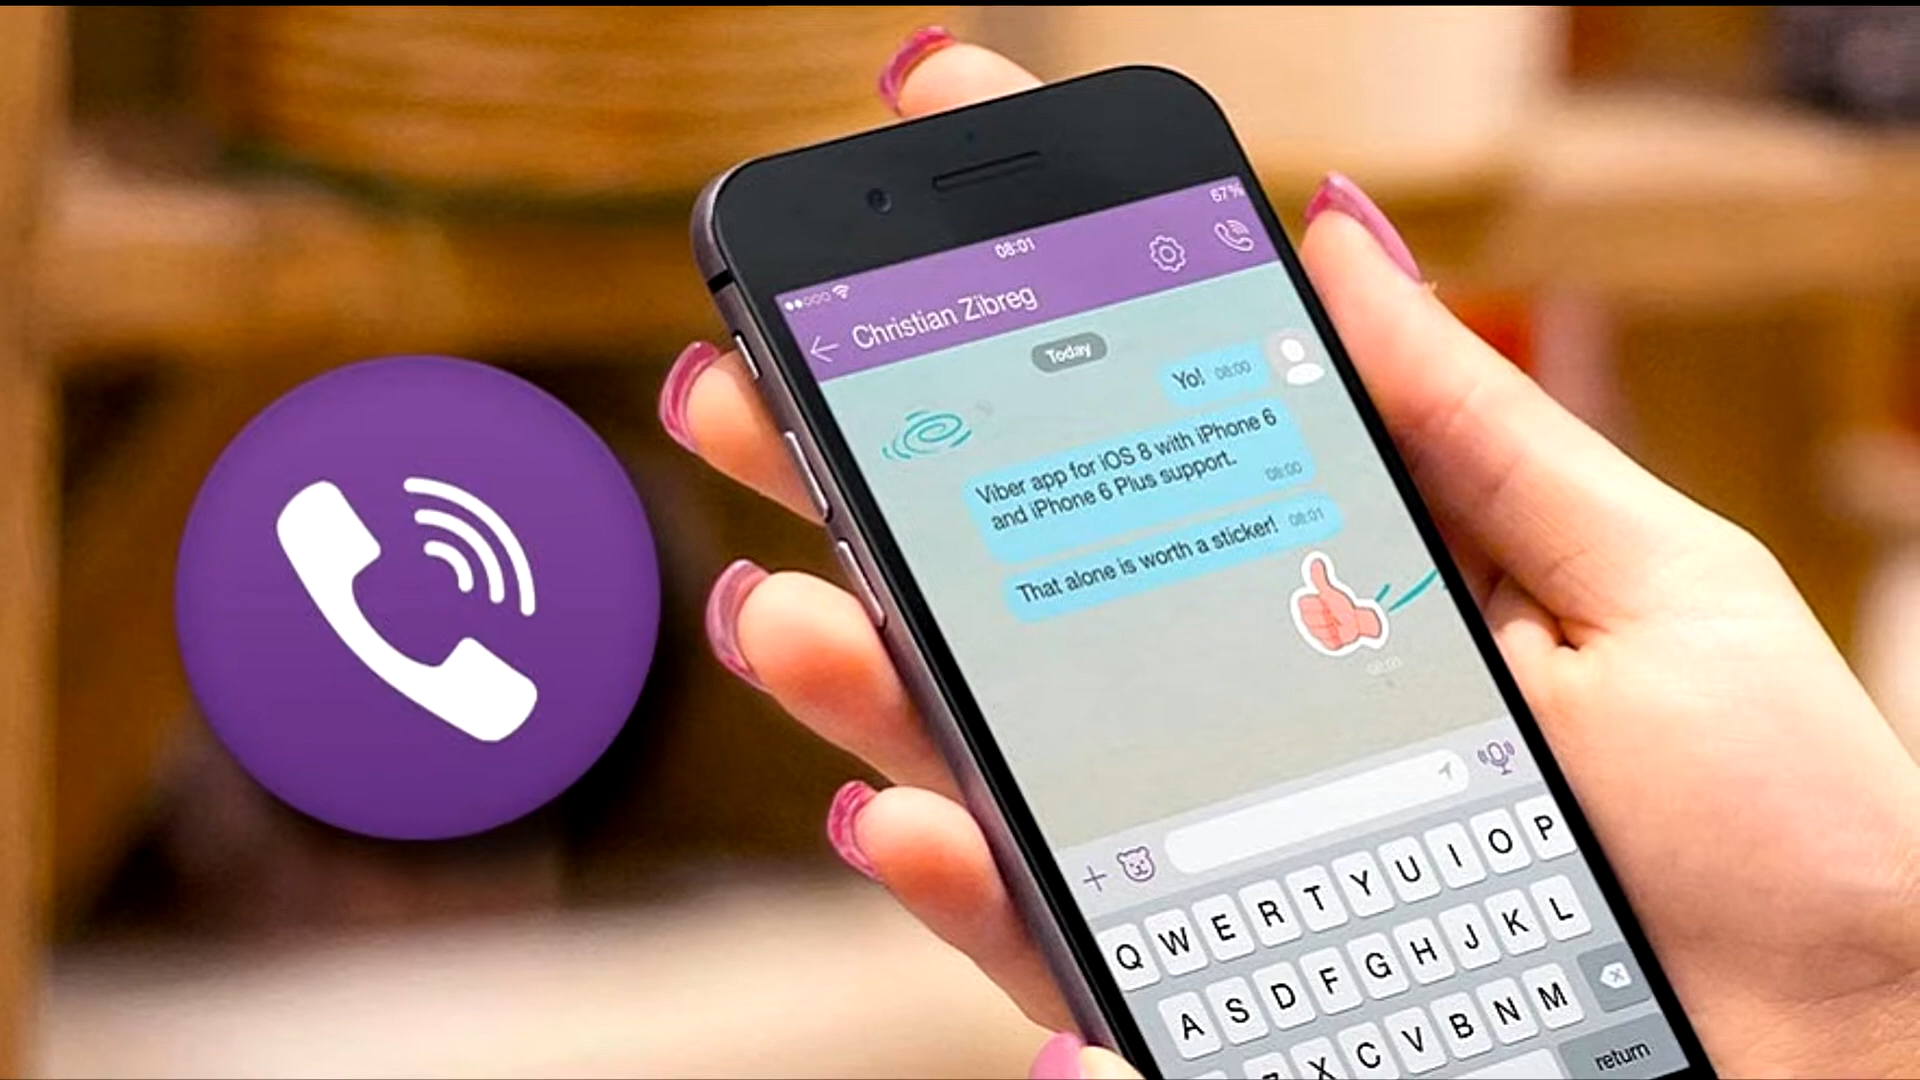 67%
08:01
Christian Zibreg
Today
Yo! 08:00
Viber app for iOS 8 with iPhone 6
and iPhone 6 Plus support.
08:00
That alone is worth a sticker! 08:01
Q W E R T Y U I O P
A S D F G H J K L
Z X C V B N M
return